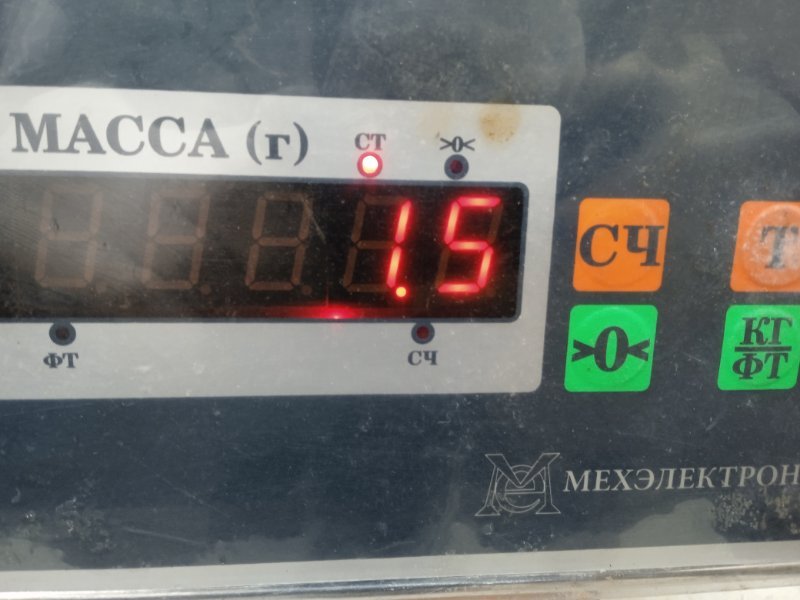 МАССА (г)
СТ >0<
1.5
ФТ СЧ
СЧ Т
>0< КГ
ФТ
МЕХЭЛЕКТРОН